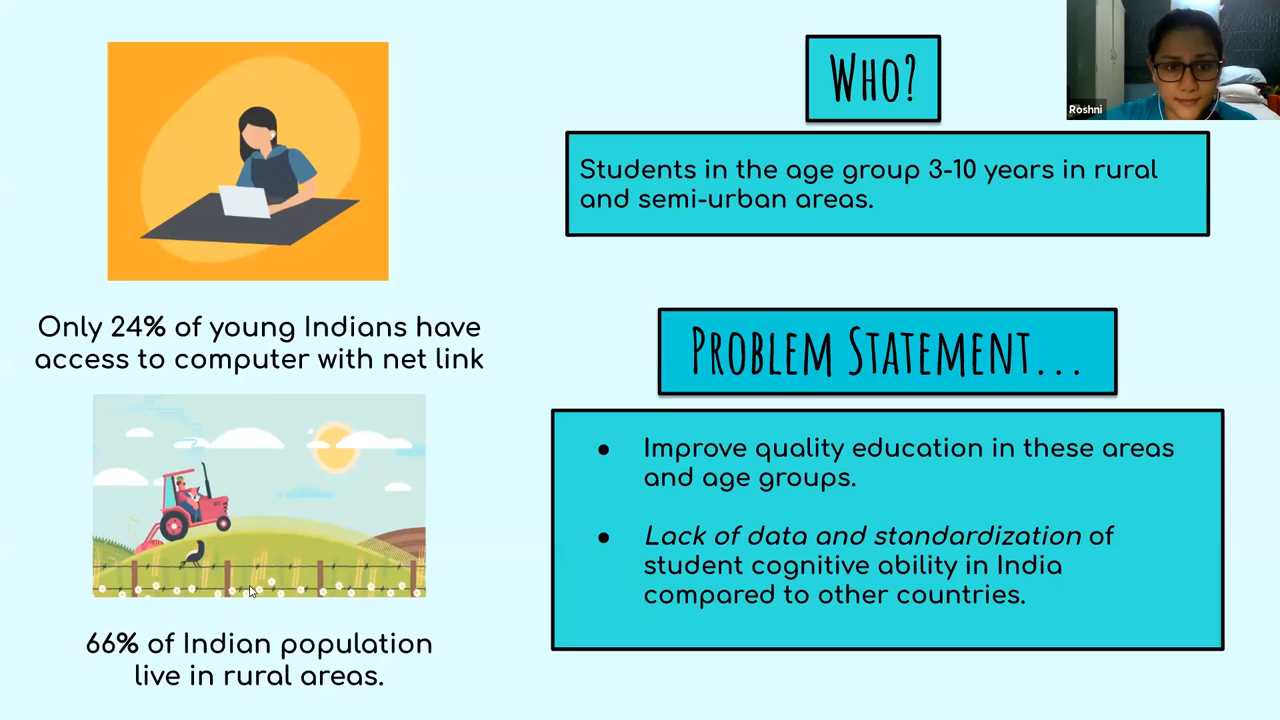 Who?
Roshni
Students in the age group 3-10 years in rural
and semi-urban areas.
Only 24% of young Indians have
access to computer with net link
Problem Statement...
● Improve quality education in these areas
and age groups.
● Lack of data and standardization of
student cognitive ability in India
compared to other countries.
66% of Indian population
live in rural areas.